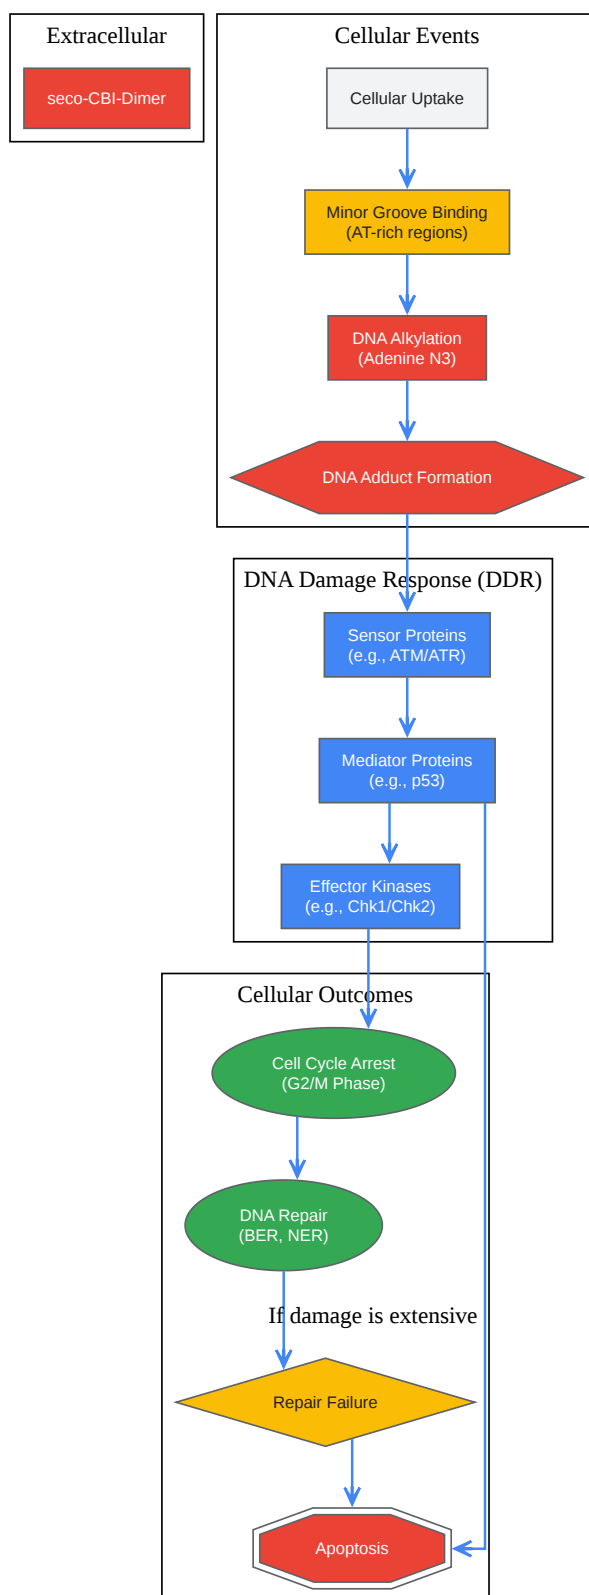 Extracellular
seco-CBI-Dimer
Cellular Events
Cellular Uptake
Minor Groove Binding
(AT-rich regions)
DNA Alkylation
(Adenine N3)
DNA Adduct Formation
DNA Damage Response (DDR)
Sensor Proteins
(e.g., ATM/ATR)
Mediator Proteins
(e.g., p53)
Effector Kinases
(e.g., Chk1/Chk2)
Cellular Outcomes
Cell Cycle Arrest
(G2/M Phase)
DNA Repair
(BER, NER)
If damage is extensive
Repair Failure
Apoptosis